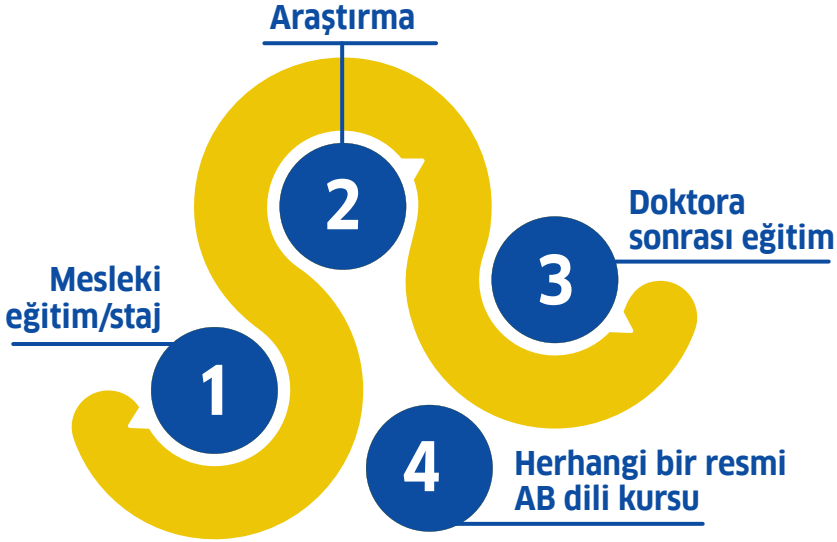 1
Mesleki
eğitim/staj
2
Araştırma
3
Doktora
sonrası eğitim
4
Herhangi bir resmi
AB dili kursu